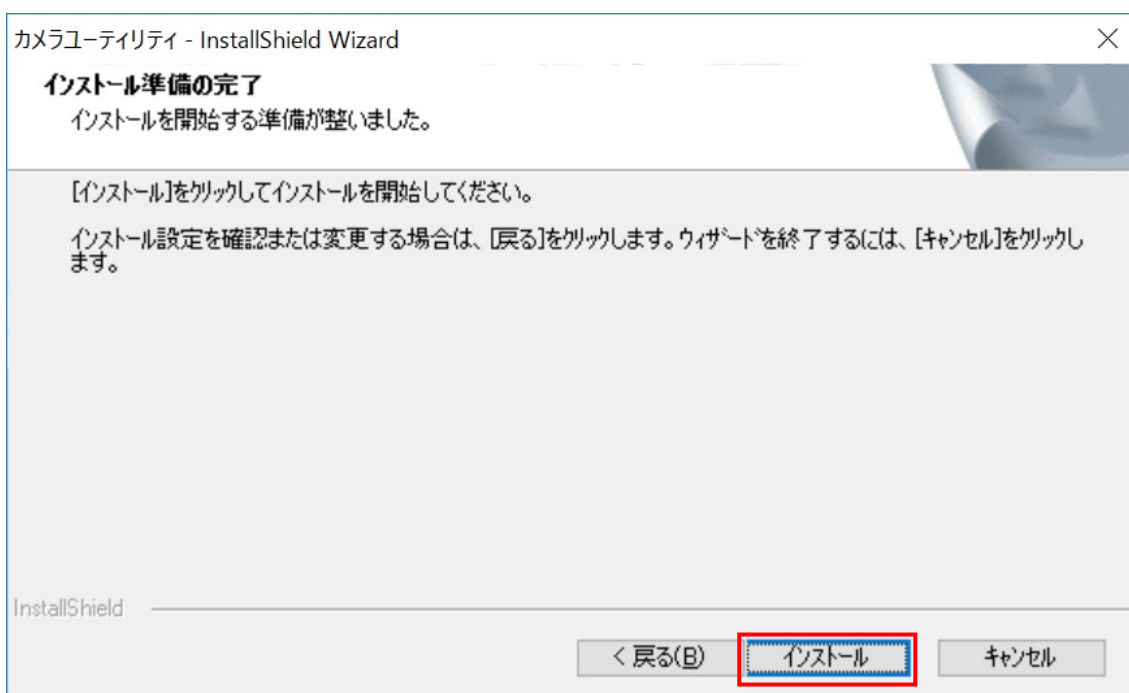 カメラユーティリティ - InstallShield Wizard
インストール準備の完了
インストールを開始する準備が整いました。
[インストール]をクリックしてインストールを開始してください。
インストール設定を確認または変更する場合は、[戻る]をクリックします。ウィザードを終了するには、[キャンセル]をクリックし
ます。
InstallShield
< 戻る(B)
インストール
キャンセル